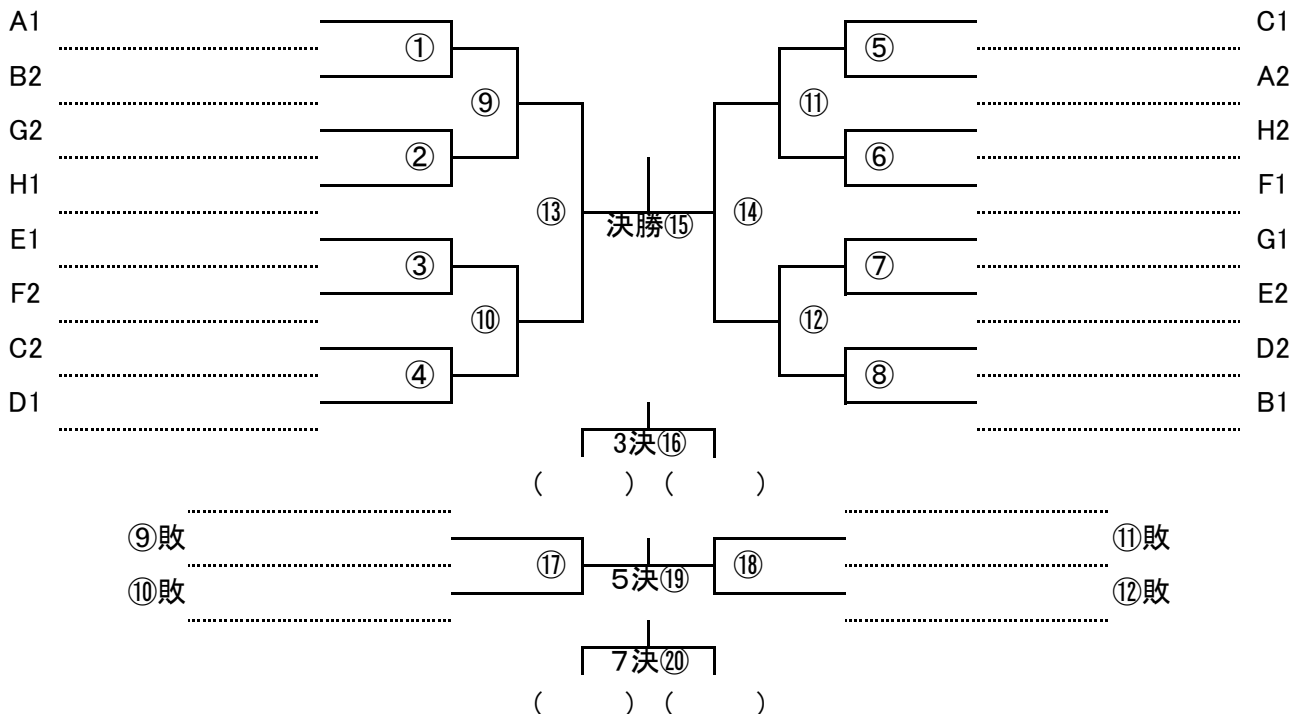 A1 C1
① ⑤
B2 A2
⑨ ⑪
G2 H2
② ⑥
H1 F1
⑬ 決勝⑮ ⑭
E1 G1
③ ⑦
F2 E2
⑩ ⑫
C2 D2
④ ⑧
D1 B1
3決⑯
( ) ( )
⑨敗 ⑪敗
⑰ 5決⑲ ⑱
⑩敗 ⑫敗
7決⑳
( ) ( )